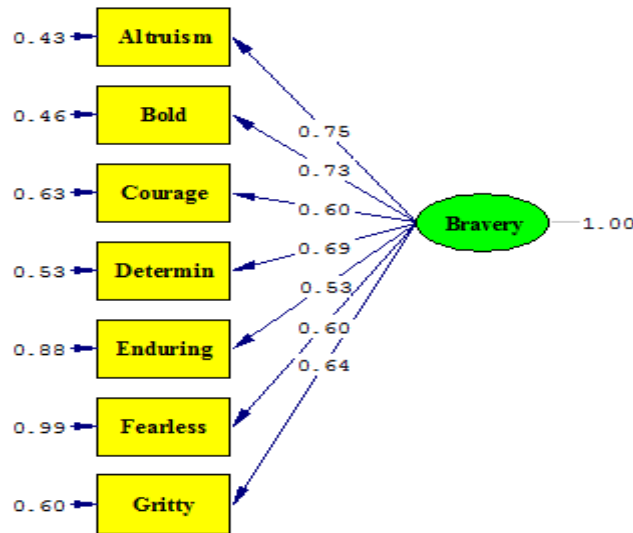 0.43 Altruism
0.46 Bold
0.75
0.73
0.63 Courage
0.60
Bravery 1.00
0.69
0.53 Determin
0.53
0.60
0.88 Enduring
0.64
0.99 Fearless
0.60 Gritty